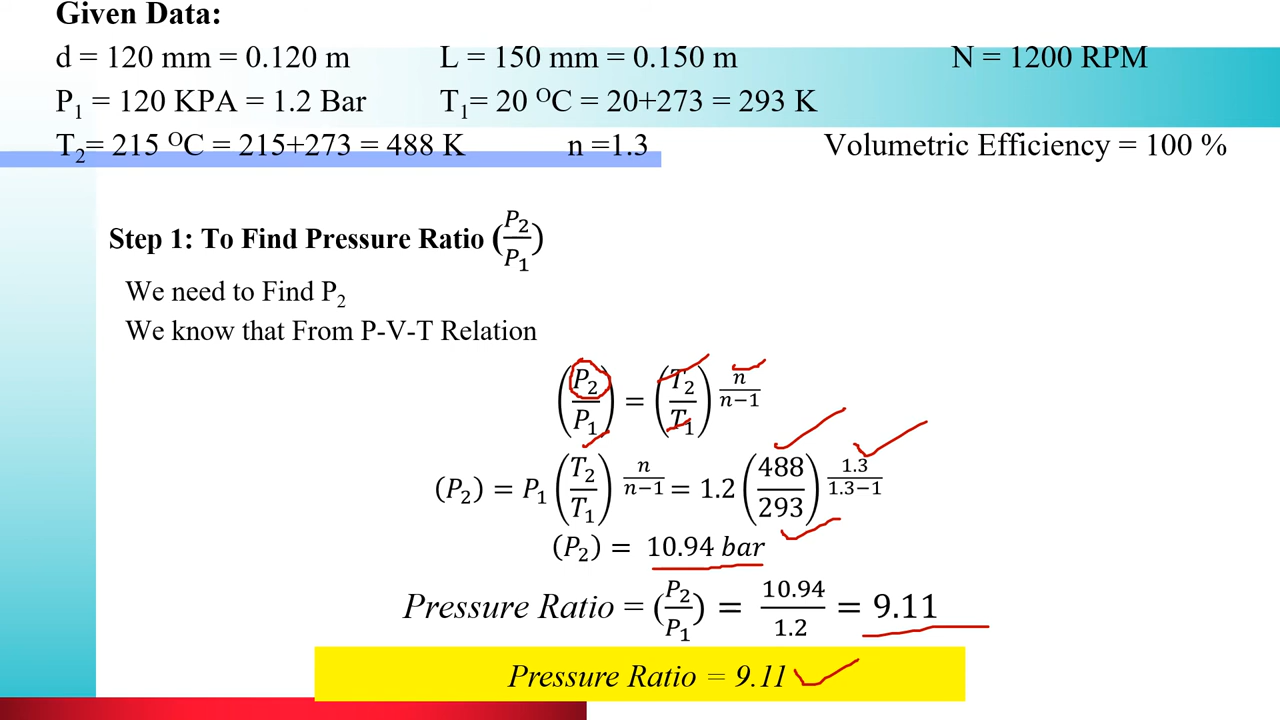 Given Data:
d = 120 mm = 0.120 m L = 150 mm = 0.150 m N = 1200 RPM
P₁ = 120 KPA = 1.2 Bar T₁= 20 ᴼC = 20+273 = 293 K
T₂= 215 ᴼC = 215+273 = 488 K n =1.3 Volumetric Efficiency = 100 %
Step 1: To Find Pressure Ratio (P₂/P₁)
We need to Find P₂
We know that From P-V-T Relation
(P₂/P₁) = (T₂/T₁)^(n/(n−1))
(P₂) = P₁ (T₂/T₁)^(n/(n−1)) = 1.2 (488/293)^(1.3/(1.3−1))
(P₂) = 10.94 bar
Pressure Ratio = (P₂/P₁) = 10.94/1.2 = 9.11
Pressure Ratio = 9.11